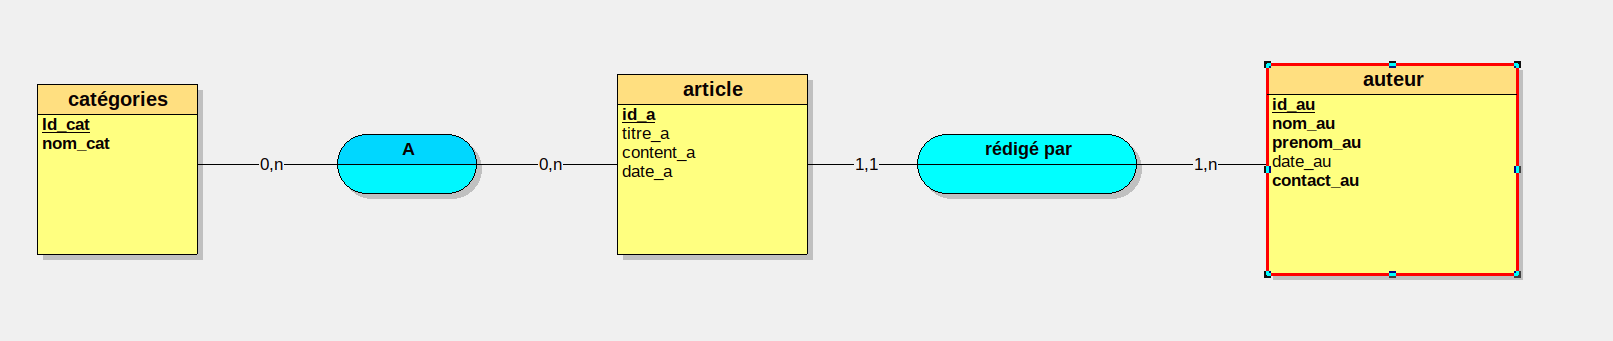 catégories
Id_cat
nom_cat
0,n
A
0,n
article
id_a
titre_a
content_a
date_a
1,1
rédigé par
1,n
auteur
id_au
nom_au
prenom_au
date_au
contact_au